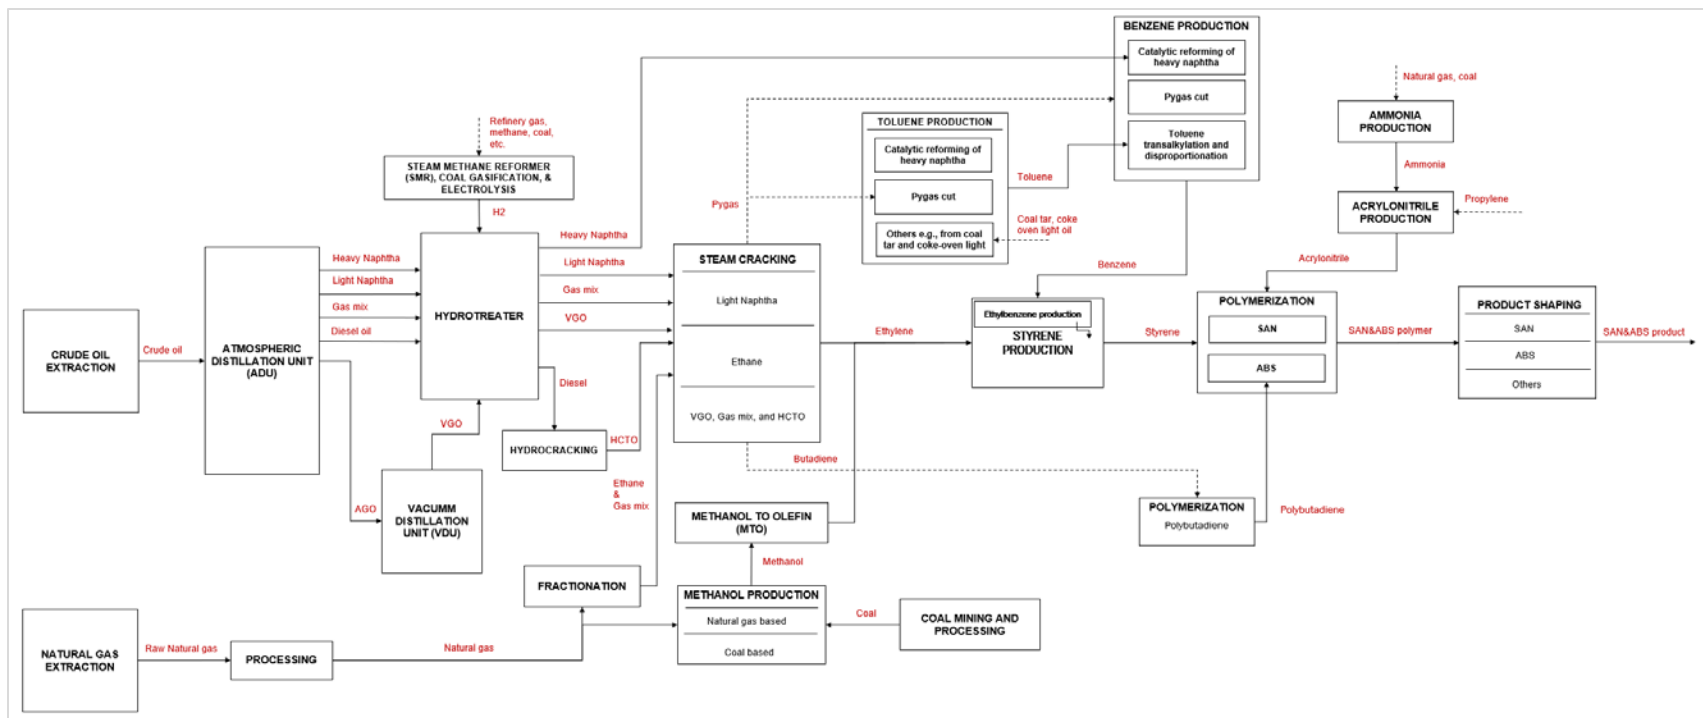 BENZENE PRODUCTION
Catalytic reforming of
heavy naphtha
Pygas cut
Toluene
transalkylation and
disproportionation
Natural gas, coal
AMMONIA
PRODUCTION
Ammonia
ACRYLONITRILE
PRODUCTION
Propylene
Acrylonitrile
Refinery gas,
methane, coal,
etc.
STEAM METHANE REFORMER
(SMR), COAL GASIFICATION, &
ELECTROLYSIS
H2
TOLUENE PRODUCTION
Catalytic reforming of
heavy naphtha
Pygas cut
Others e.g., from coal
tar and coke-oven light
Toluene
Coal tar, coke
oven light oil
Pygas
Benzene
CRUDE OIL
EXTRACTION
Crude oil
ATMOSPHERIC
DISTILLATION UNIT
(ADU)
Heavy Naphtha
Light Naphtha
Gas mix
Diesel oil
HYDROTREATER
Heavy Naphtha
Light Naphtha
Gas mix
VGO
Diesel
HYDROCRACKING
HCTO
VGO
AGO
VACUMM
DISTILLATION
UNIT (VDU)
STEAM CRACKING
Light Naphtha
Ethane
VGO, Gas mix, and HCTO
Ethylene
Ethylbenzene production
STYRENE
PRODUCTION
Styrene
POLYMERIZATION
SAN
ABS
SAN&ABS polymer
PRODUCT SHAPING
SAN
ABS
Others
SAN&ABS product
Butadiene
POLYMERIZATION
Polybutadiene
Polybutadiene
Ethane
&
Gas mix
METHANOL TO OLEFIN
(MTO)
Methanol
FRACTIONATION
METHANOL PRODUCTION
Natural gas based
Coal based
Coal
COAL MINING AND
PROCESSING
NATURAL GAS
EXTRACTION
Raw Natural gas
PROCESSING
Natural gas